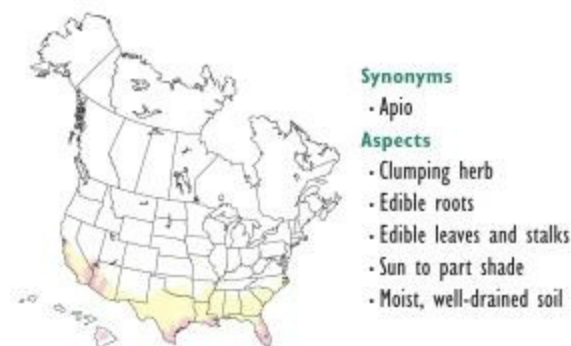 Synonyms
· Apio
Aspects
· Clumping herb
· Edible roots
· Edible leaves and stalks
· Sun to part shade
· Moist, well-drained soil